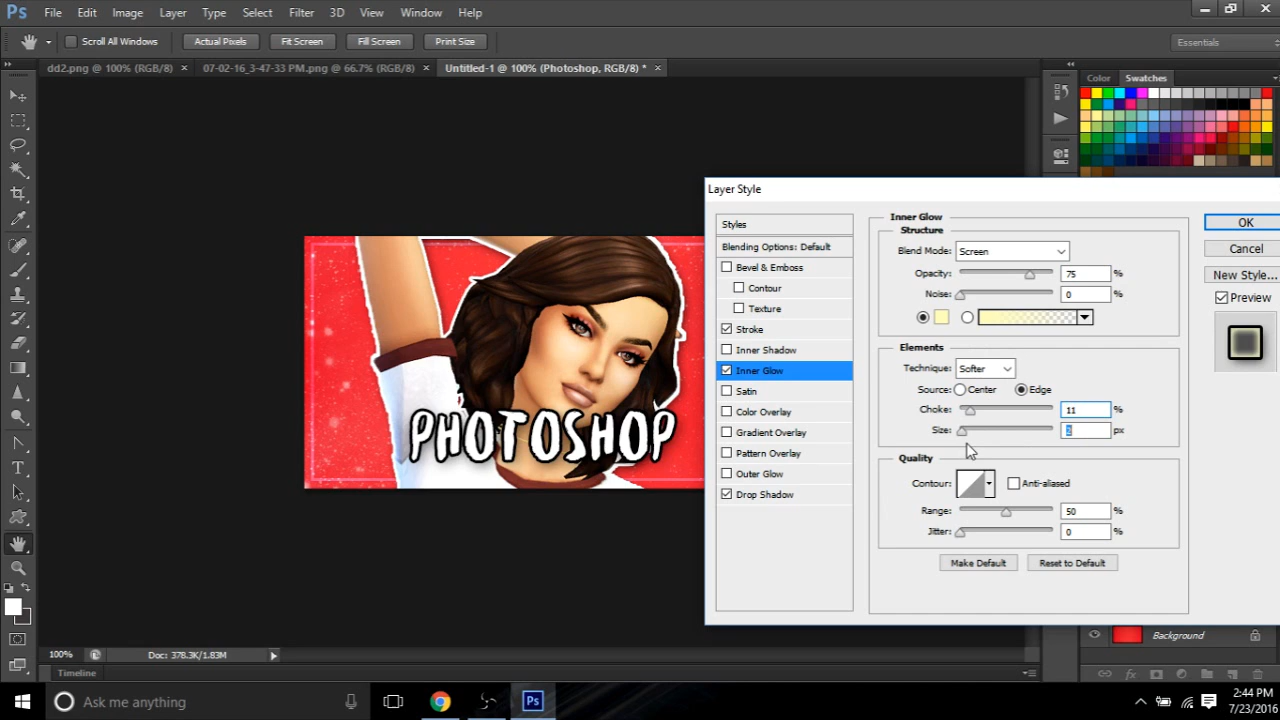 Ps File Edit Image Layer Type Select Filter 3D View Window Help
Scroll All Windows Actual Pixels Fit Screen Fill Screen Print Size Essentials
dd2.png @ 100% (RGB/8) × 07-02-16_3-47-33 PM.png @ 66.7% (RGB/8) × Untitled-1 @ 100% (Photoshop, RGB/8) * ×
Color Swatches
Layer Style
Styles
Blending Options: Default
Bevel & Emboss
Contour
Texture
Stroke
Inner Shadow
Inner Glow
Satin
Color Overlay
Gradient Overlay
Pattern Overlay
Outer Glow
Drop Shadow
Inner Glow
Structure
Blend Mode: Screen
Opacity: 75 %
Noise: 0 %
Elements
Technique: Softer
Source: Center Edge
Choke: 11 %
Size: 2 px
Quality
Contour: Anti-aliased
Range: 50 %
Jitter: 0 %
Make Default Reset to Default
OK
Cancel
New Style...
Preview
PHOTOSHOP
Background
100% Doc: 378.3K/1.83M
Timeline
Ask me anything
Ps
2:44 PM
7/23/2016